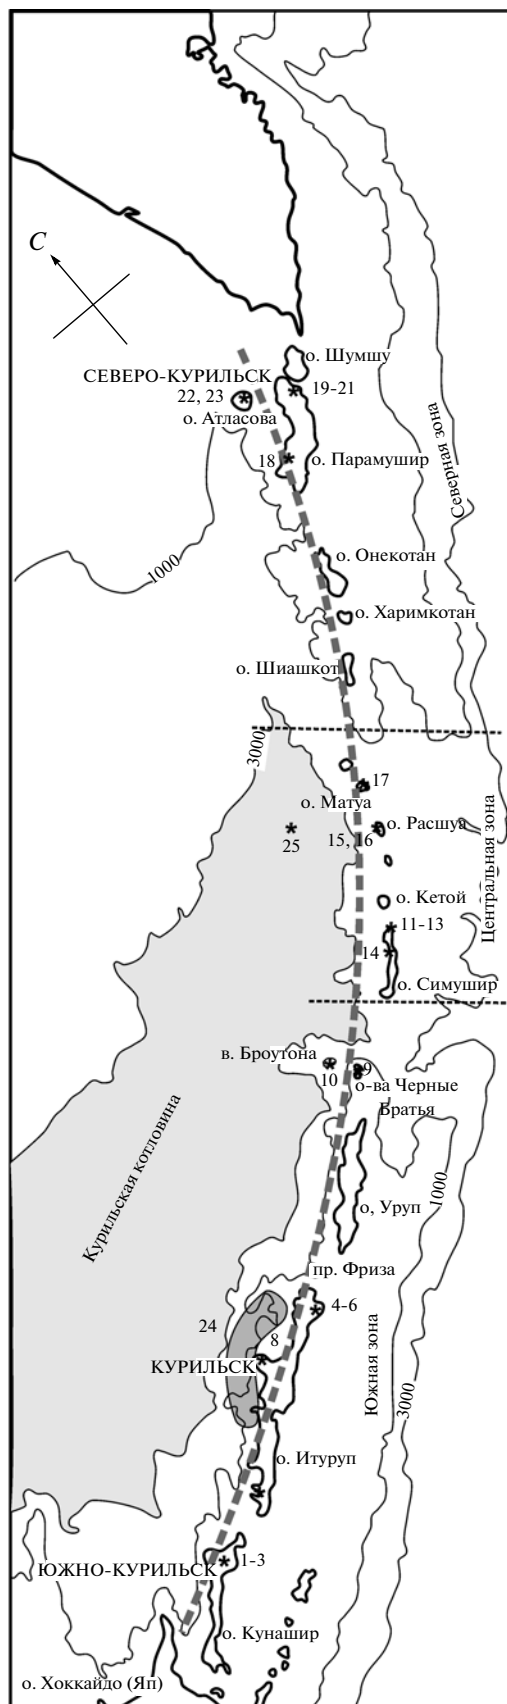 С
о. Шумшу
СЕВЕРО-КУРИЛЬСК
22, 23
19-21
о. Атласова
18
о. Парамушир
Северная зона
о. Онекотан
1000
о. Харимкотан
о. Шиашкот
3000
17
о. Матуа
25
15, 16
о. Расшуа
Центральная зона
о. Кетой
11-13
14
о. Симушир
в. Броутона
10
9
о-ва Черные
Братья
Курильская котловина
1000
о, Уруп
пр. Фриза
4-6
24
8
КУРИЛЬСК
Южная зона
3000
о. Итуруп
1-3
ЮЖНО-КУРИЛЬСК
о. Кунашир
о. Хоккайдо (Яп)